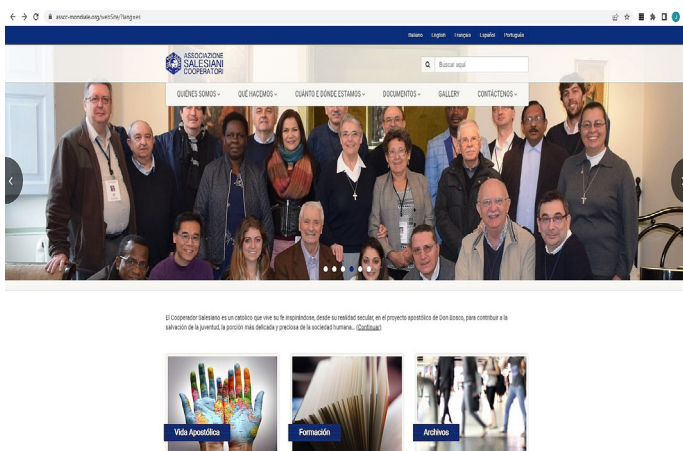 asscc-mondiale.org/webSite/?lang=es
Italiano English Français Español Português
ASSOCIAZIONE
SALESIANI
COOPERATORI
Buscar aquí
QUIÉNES SOMOS QUÉ HACEMOS CUÁNTO E DÓNDE ESTAMOS DOCUMENTOS GALLERY CONTÁCTENOS
El Cooperador Salesiano es un católico que vive su fe inspirándose, desde su realidad secular, en el proyecto apostólico de Don Bosco, para contribuir a la
salvación de la juventud, la porción más delicada y preciosa de la sociedad humana... (Continuar)
Vida Apostólica Formación Archivos